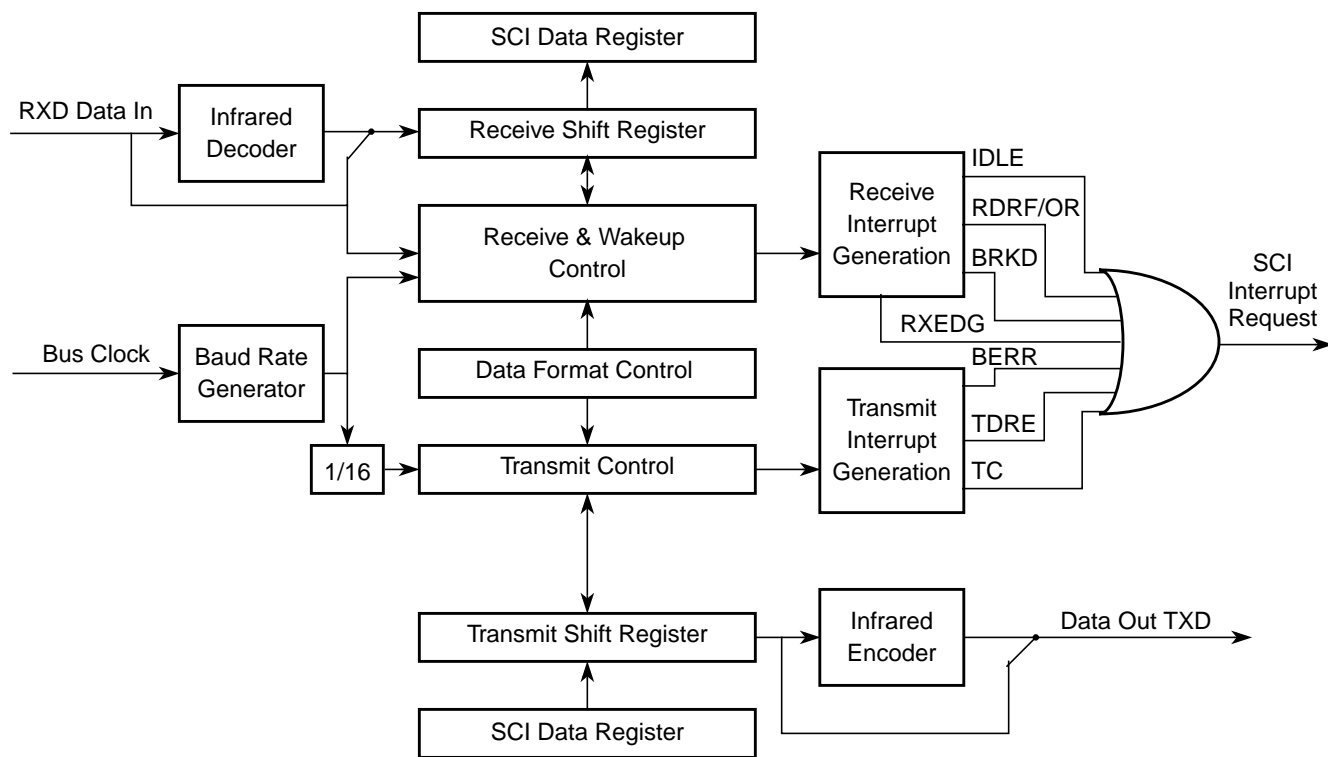 SCI Data Register
RXD Data In
Infrared
Decoder
Receive Shift Register
Receive & Wakeup
Control
Receive
Interrupt
Generation
IDLE
RDRF/OR
BRKD
RXEDG
SCI
Interrupt
Request
Bus Clock
Baud Rate
Generator
Data Format Control
BERR
Transmit
Interrupt
Generation
TDRE
TC
1/16
Transmit Control
Transmit Shift Register
Infrared
Encoder
Data Out TXD
SCI Data Register